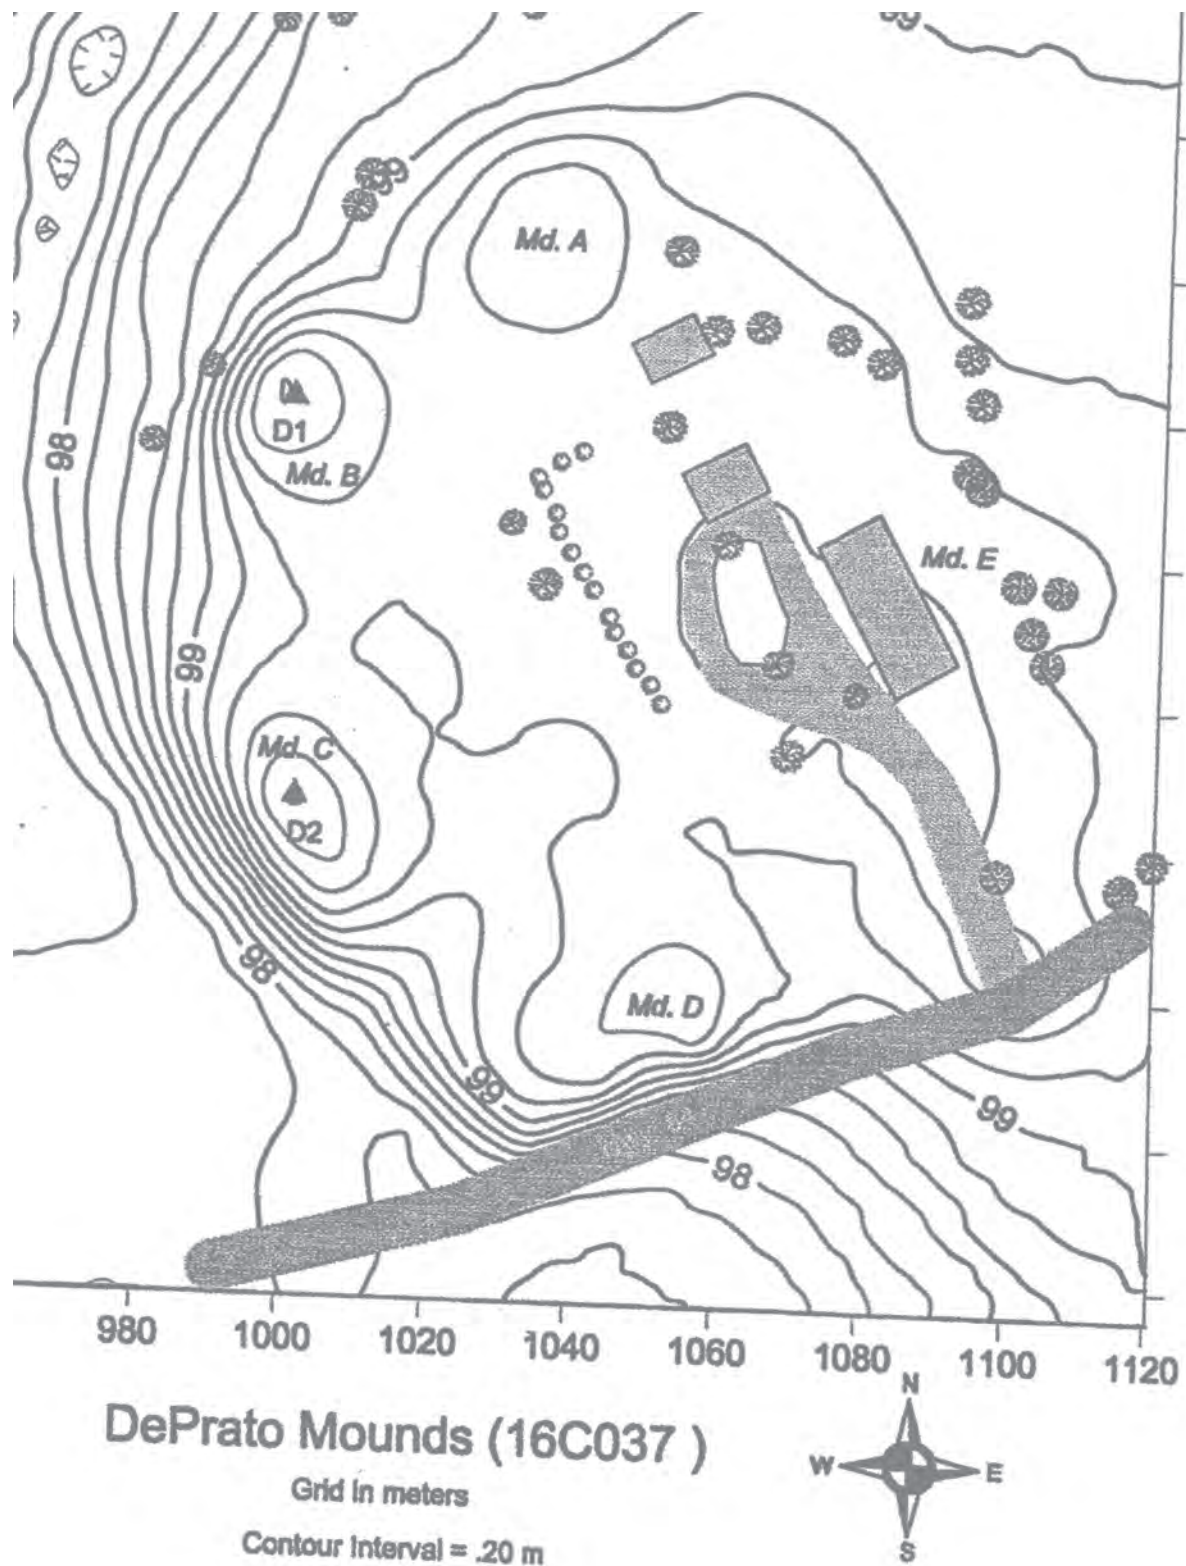 99
99
Md. A
D1
Md. B
98
Md. E
99
Md. C
D2
98
Md. D
99
99
98
980 1000 1020 1040 1060 1080 1100 1120
DePrato Mounds (16C037 )
Grid in meters
Contour Interval = .20 m
N
W E
S